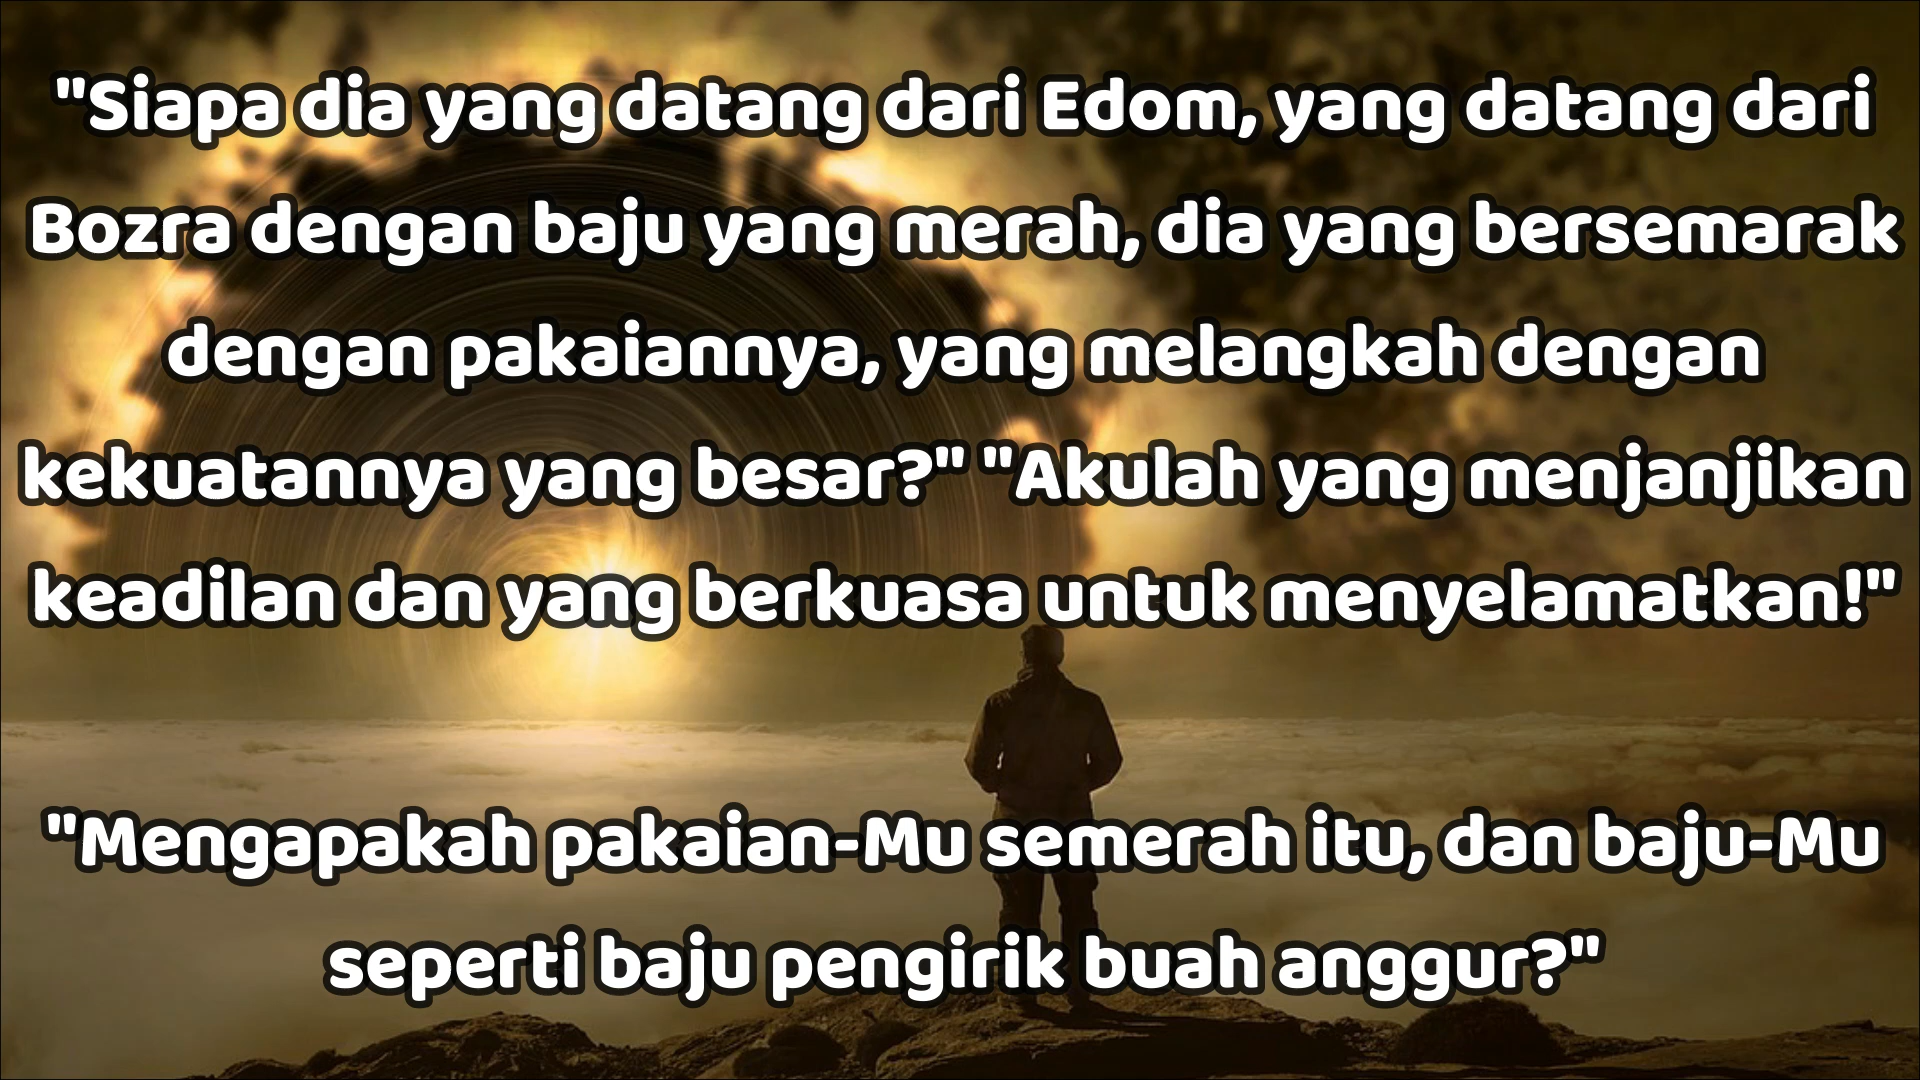 "Siapa dia yang datang dari Edom, yang datang dari
Bozra dengan baju yang merah, dia yang bersemarak
dengan pakaiannya, yang melangkah dengan
kekuatannya yang besar?" "Akulah yang menjanjikan
keadilan dan yang berkuasa untuk menyelamatkan!"
"Mengapakah pakaian-Mu semerah itu, dan baju-Mu
seperti baju pengirik buah anggur?"